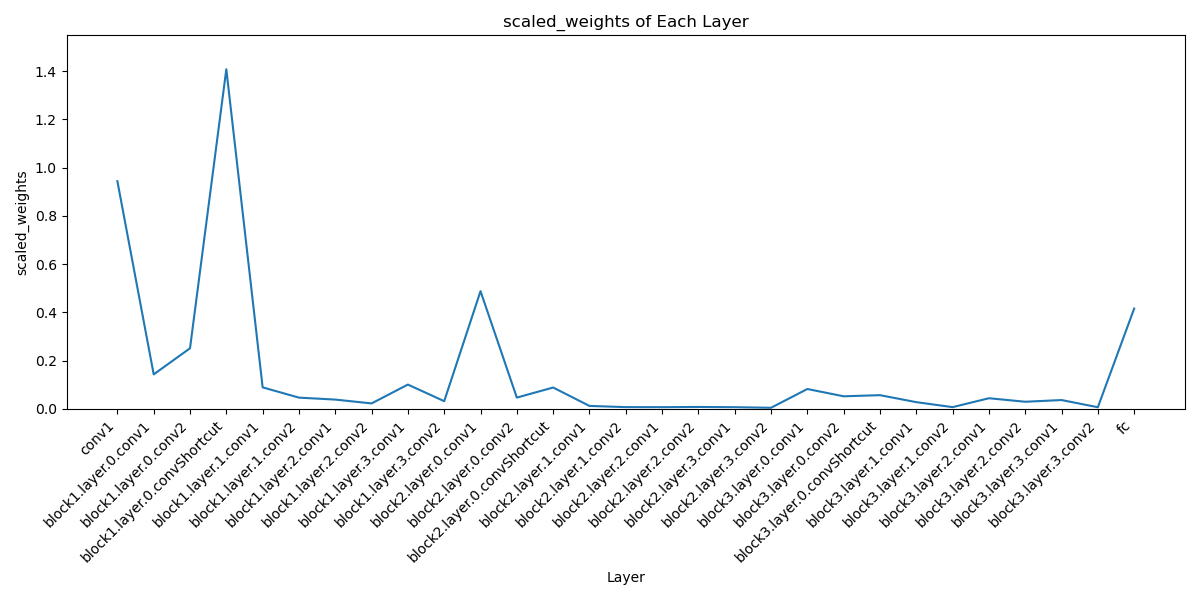 scaled_weights of Each Layer
scaled_weights
1.4
1.2
1.0
0.8
0.6
0.4
0.2
0.0
conv1
block1.layer.0.conv1
block1.layer.0.conv2
block1.layer.0.convShortcut
block1.layer.1.conv1
block1.layer.1.conv2
block1.layer.2.conv1
block1.layer.2.conv2
block1.layer.3.conv1
block1.layer.3.conv2
block2.layer.0.conv1
block2.layer.0.conv2
block2.layer.0.convShortcut
block2.layer.1.conv1
block2.layer.1.conv2
block2.layer.2.conv1
block2.layer.2.conv2
block2.layer.3.conv1
block2.layer.3.conv2
block3.layer.0.conv1
block3.layer.0.conv2
block3.layer.0.convShortcut
block3.layer.1.conv1
block3.layer.1.conv2
block3.layer.2.conv1
block3.layer.2.conv2
block3.layer.3.conv1
block3.layer.3.conv2
fc
Layer